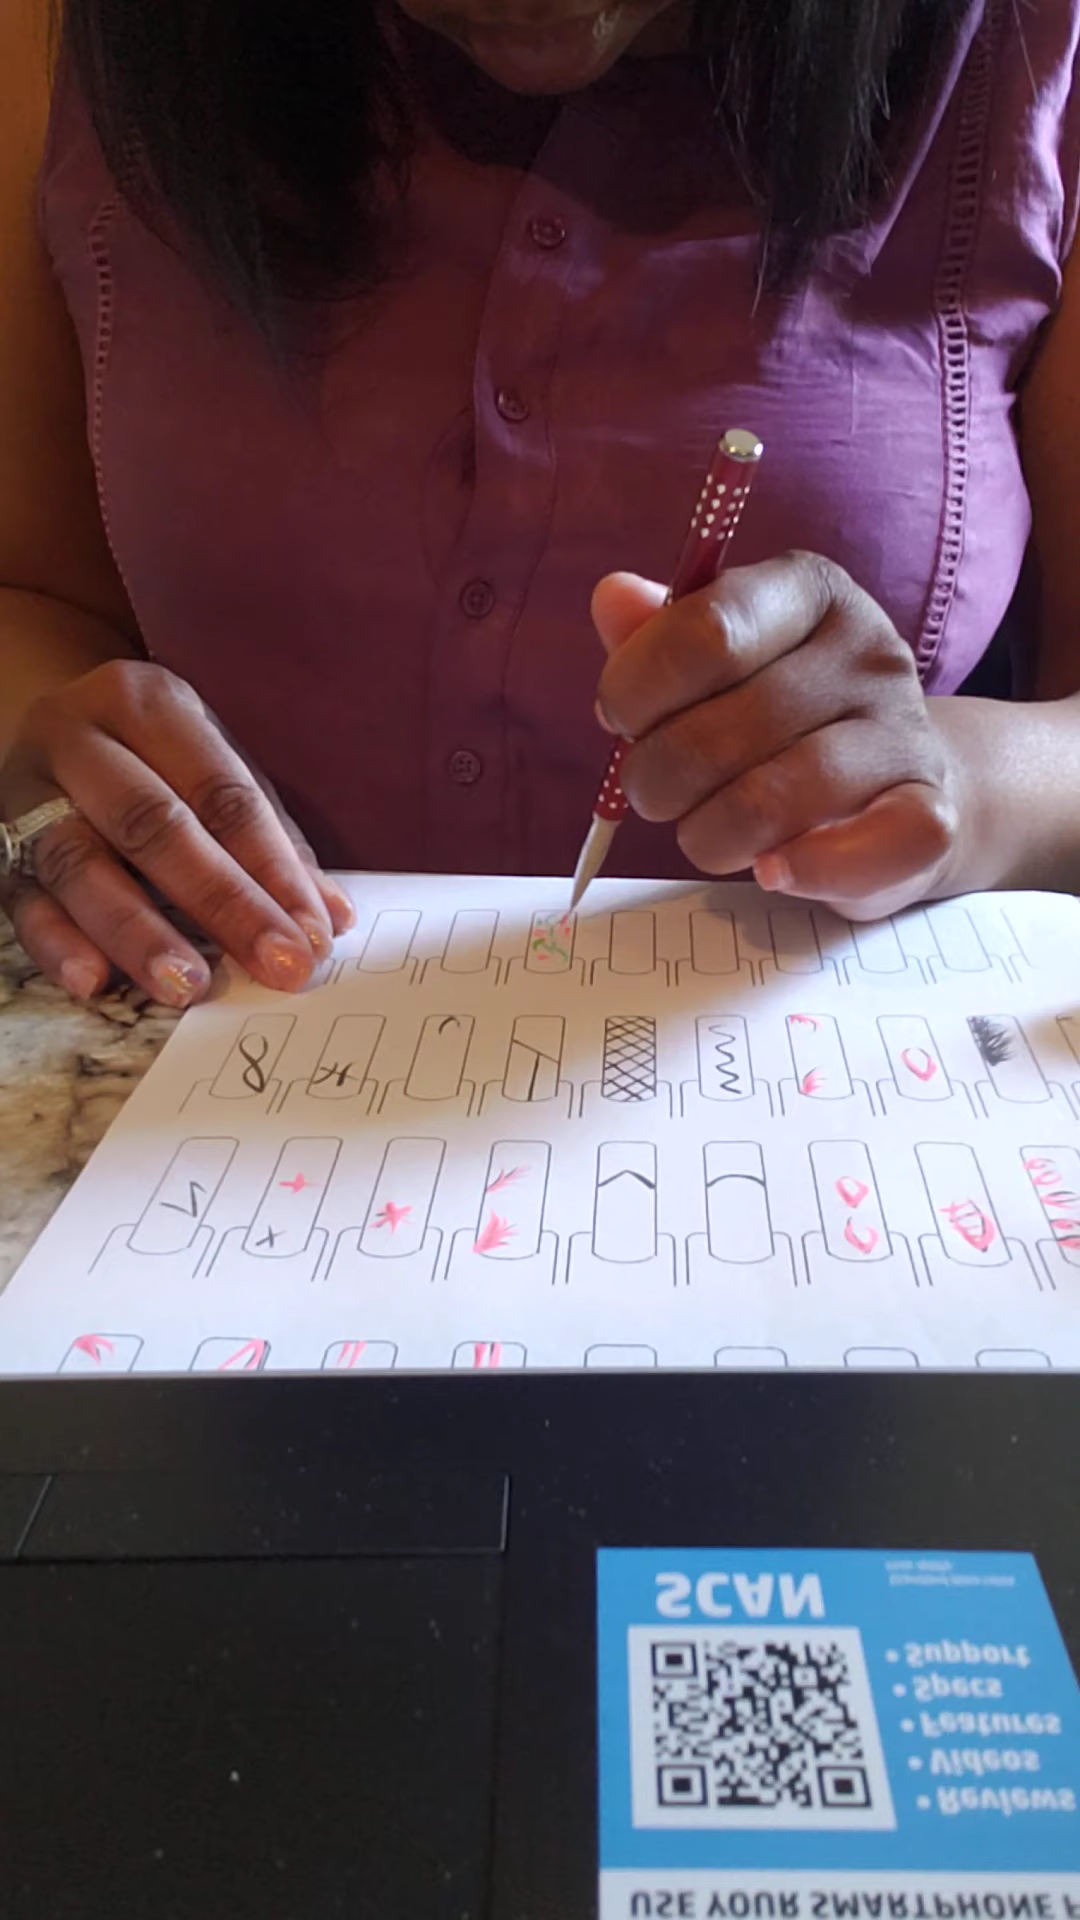 SCAN
• Support
• Specs
• Features
• Videos
• Reviews
USE YOUR SMARTPHONE F